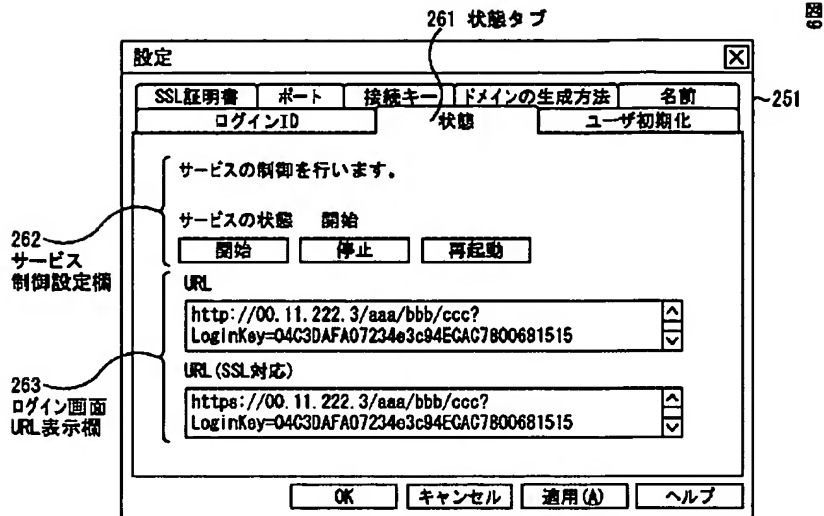 図9
261 状態タブ
設定
SSL証明書 ポート 接続キー ドメインの生成方法 名前
251
ログインID 状態 ユーザ初期化
サービスの制御を行います。
サービスの状態 開始
開始 停止 再起動
262
サービス
制御設定欄
URL
http://00.11.222.3/aaa/bbb/ccc?
LoginKey=04C3DAFA07234e3c94ECAC7B00681515
URL(SSL対応)
https://00.11.222.3/aaa/bbb/ccc?
LoginKey=04C3DAFA07234e3c94ECAC7B00681515
263
ログイン画面
URL表示欄
OK キャンセル 適用(A) ヘルプ